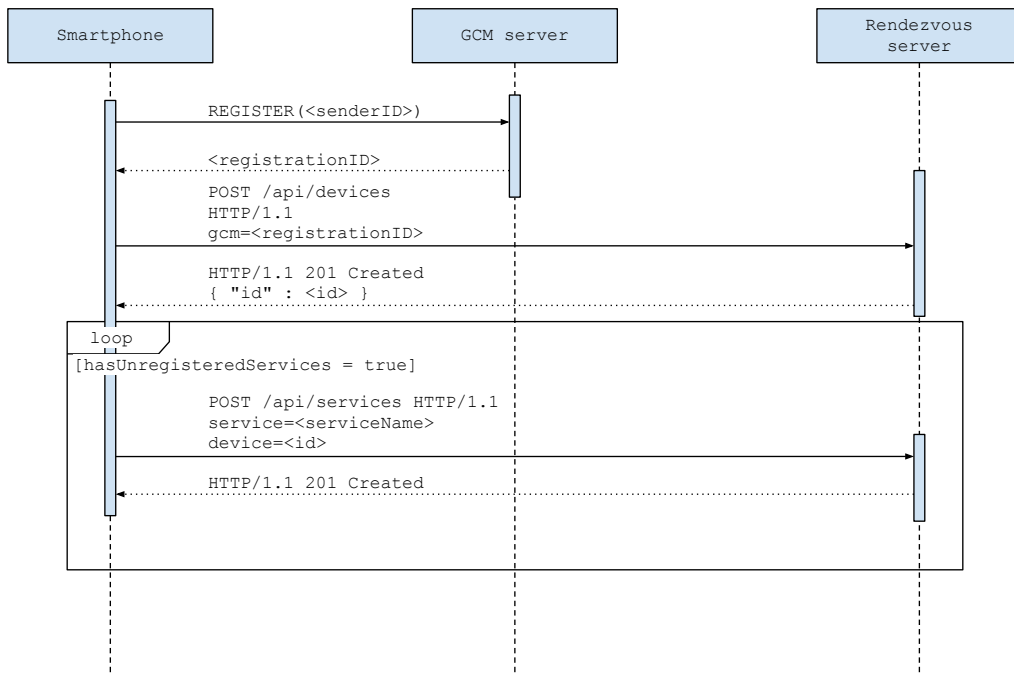 Smartphone
GCM server
Rendezvous
server
REGISTER(<senderID>)
<registrationID>
POST /api/devices
HTTP/1.1
gcm=<registrationID>
HTTP/1.1 201 Created
{ "id" : <id> }
loop
[hasUnregisteredServices = true]
POST /api/services HTTP/1.1
service=<serviceName>
device=<id>
HTTP/1.1 201 Created